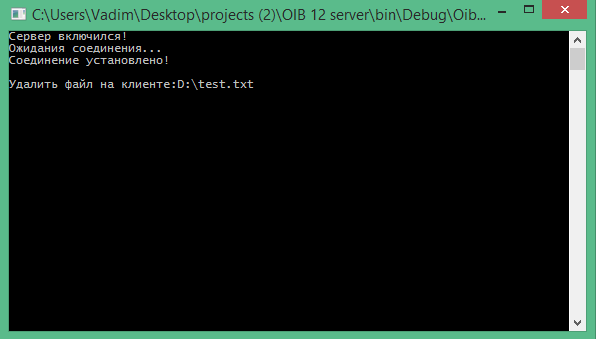 C:\Users\Vadim\Desktop\projects (2)\OIB 12 server\bin\Debug\Oib...
Сервер включился!
Ожидания соединения...
Соединение установлено!
Удалить файл на клиенте:D:\test.txt